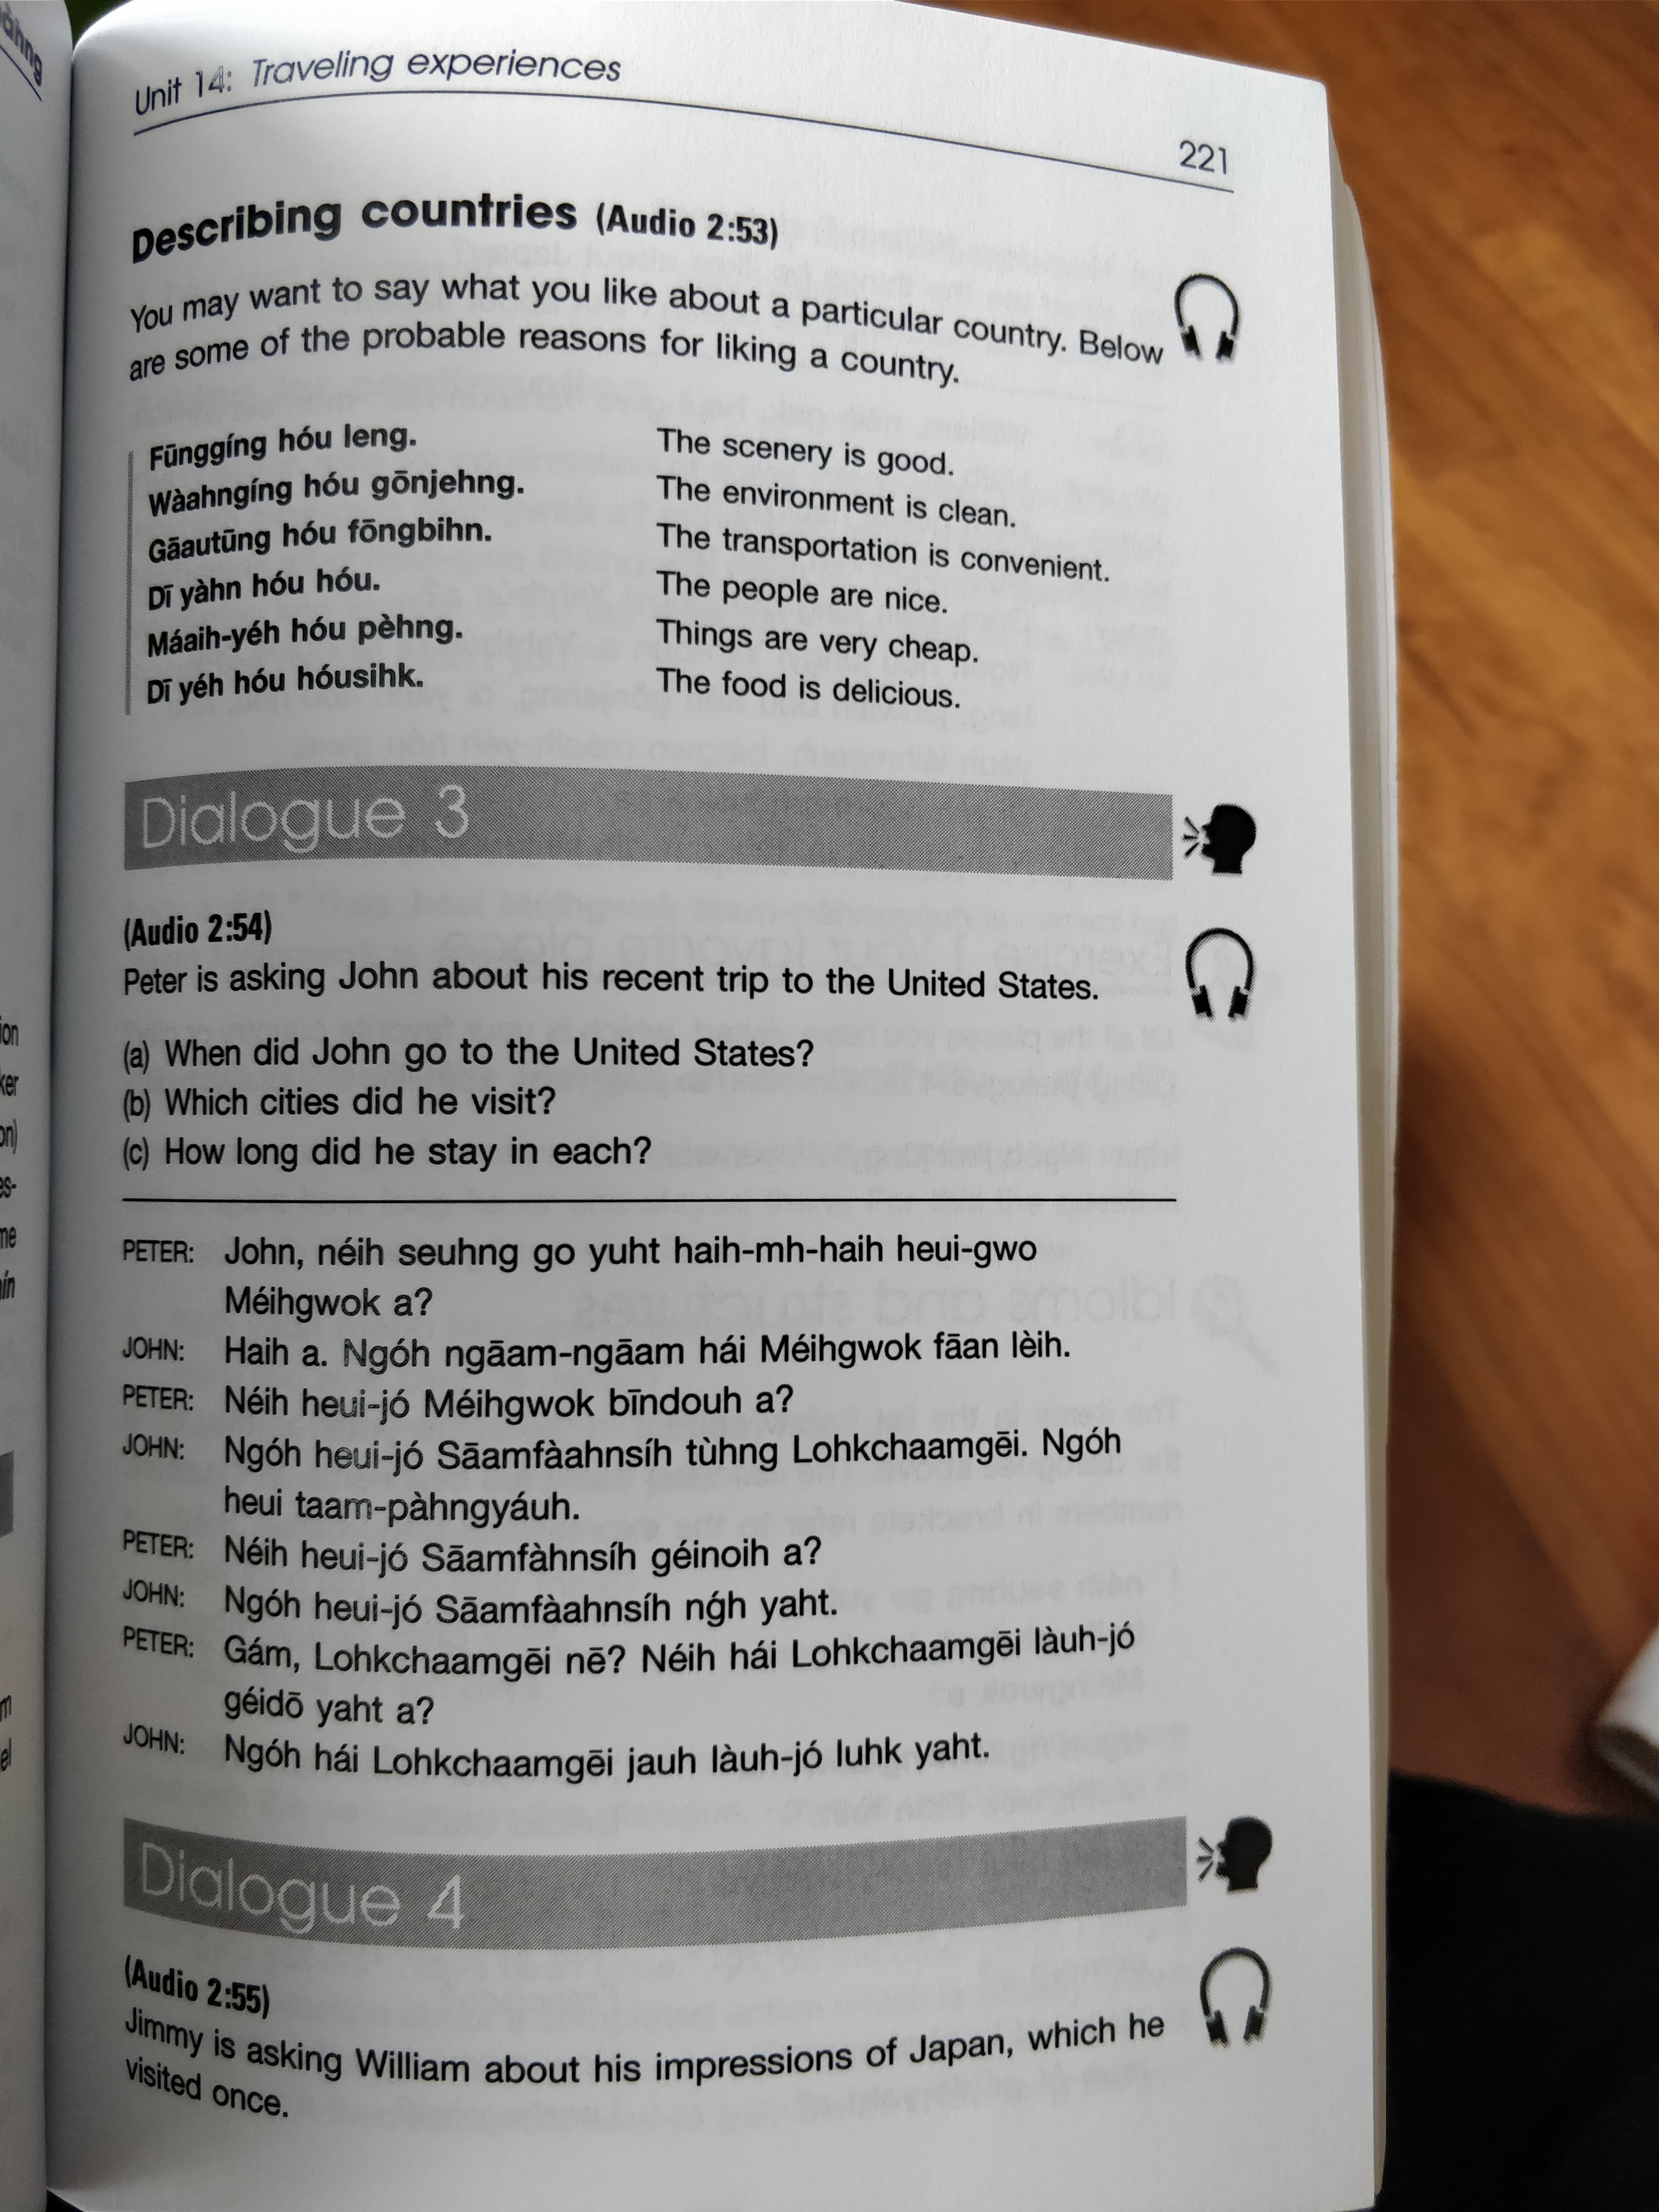 Unit 14: Traveling experiences
221
Describing countries (Audio 2:53)
You may want to say what you like about a particular country. Below
are some of the probable reasons for liking a country.
Fūnggíng hóu leng. The scenery is good.
Wàahngíng hóu gōnjehng. The environment is clean.
Gāautūng hóu fōngbihn. The transportation is convenient.
Dī yàhn hóu hóu. The people are nice.
Máaih-yéh hóu pèhng. Things are very cheap.
Dī yéh hóu hóusihk. The food is delicious.
Dialogue 3
(Audio 2:54)
Peter is asking John about his recent trip to the United States.
(a) When did John go to the United States?
(b) Which cities did he visit?
(c) How long did he stay in each?
PETER: John, néih seuhng go yuht haih-mh-haih heui-gwo
Méihgwok a?
JOHN: Haih a. Ngóh ngāam-ngāam hái Méihgwok fāan lèih.
PETER: Néih heui-jó Méihgwok bīndouh a?
JOHN: Ngóh heui-jó Sāamfàahnsíh tùhng Lohkchaamgēi. Ngóh
heui taam-pàhngyáuh.
PETER: Néih heui-jó Sāamfàhnsíh géinoih a?
JOHN: Ngóh heui-jó Sāamfàahnsíh nǵh yaht.
PETER: Gám, Lohkchaamgēi nē? Néih hái Lohkchaamgēi làuh-jó
géidō yaht a?
JOHN: Ngóh hái Lohkchaamgēi jauh làuh-jó luhk yaht.
Dialogue 4
(Audio 2:55)
Jimmy is asking William about his impressions of Japan, which he
visited once.